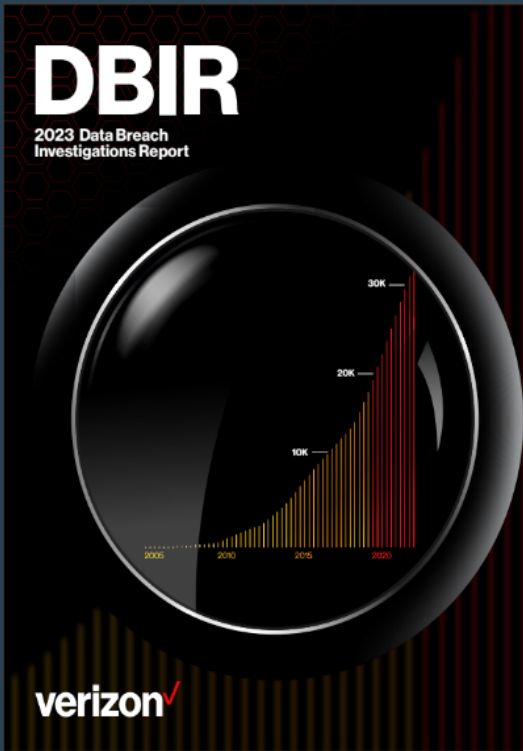 DBIR
2023 Data Breach
Investigations Report
30K
20K
10K
2005 2010 2015 2020
verizon✓